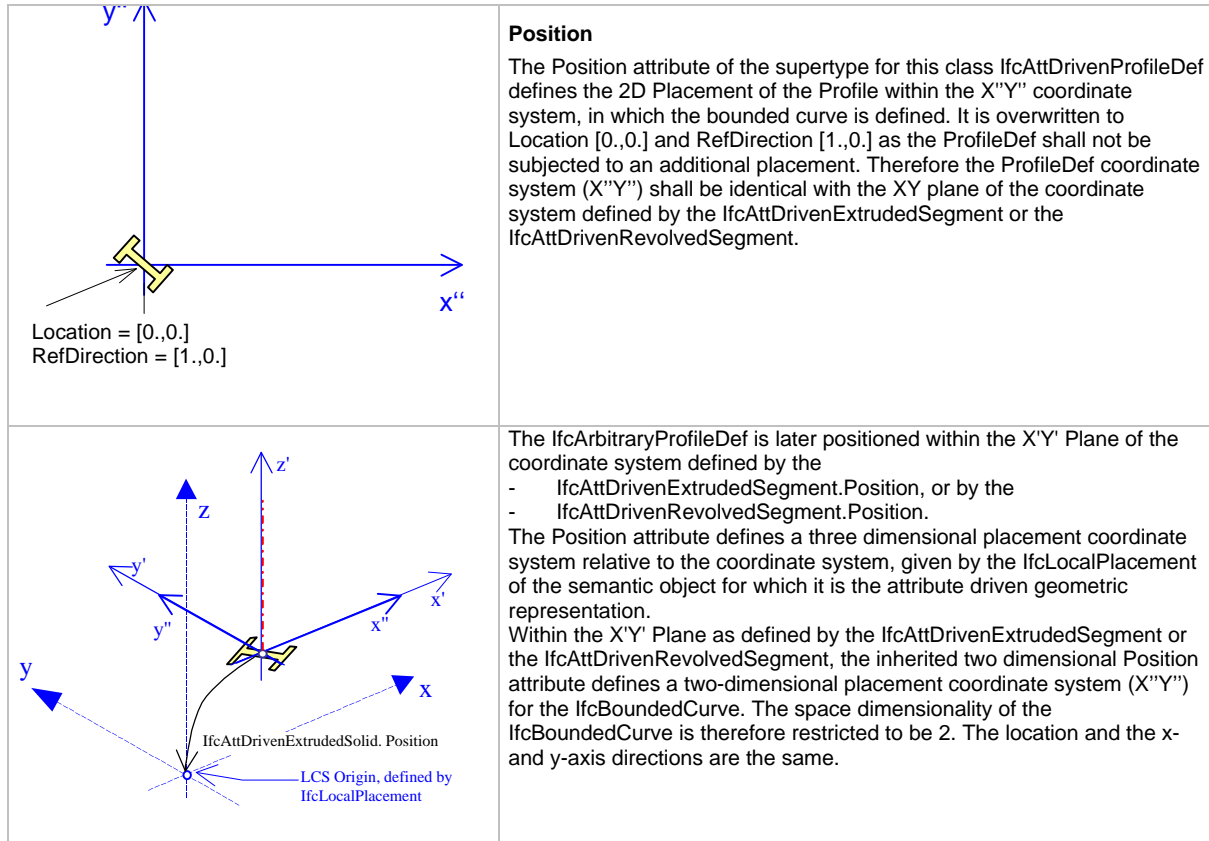 y"
x“
Location = [0.,0.]
RefDirection = [1.,0.]
Position
The Position attribute of the supertype for this class IfcAttDrivenProfileDef
defines the 2D Placement of the Profile within the X''Y’’ coordinate
system, in which the bounded curve is defined. It is overwritten to
Location [0.,0.] and RefDirection [1.,0.] as the ProfileDef shall not be
subjected to an additional placement. Therefore the ProfileDef coordinate
system (X’’Y’’) shall be identical with the XY plane of the coordinate
system defined by the IfcAttDrivenExtrudedSegment or the
IfcAttDrivenRevolvedSegment.
z'
z
y'
x'
y"
x"
y
x
IfcAttDrivenExtrudedSolid. Position
LCS Origin, defined by
IfcLocalPlacement
The IfcArbitraryProfileDef is later positioned within the X'Y' Plane of the
coordinate system defined by the
- IfcAttDrivenExtrudedSegment.Position, or by the
- IfcAttDrivenRevolvedSegment.Position.
The Position attribute defines a three dimensional placement coordinate
system relative to the coordinate system, given by the IfcLocalPlacement
of the semantic object for which it is the attribute driven geometric
representation.
Within the X'Y' Plane as defined by the IfcAttDrivenExtrudedSegment or
the IfcAttDrivenRevolvedSegment, the inherited two dimensional Position
attribute defines a two-dimensional placement coordinate system (X’’Y’’)
for the IfcBoundedCurve. The space dimensionality of the
IfcBoundedCurve is therefore restricted to be 2. The location and the x-
and y-axis directions are the same.